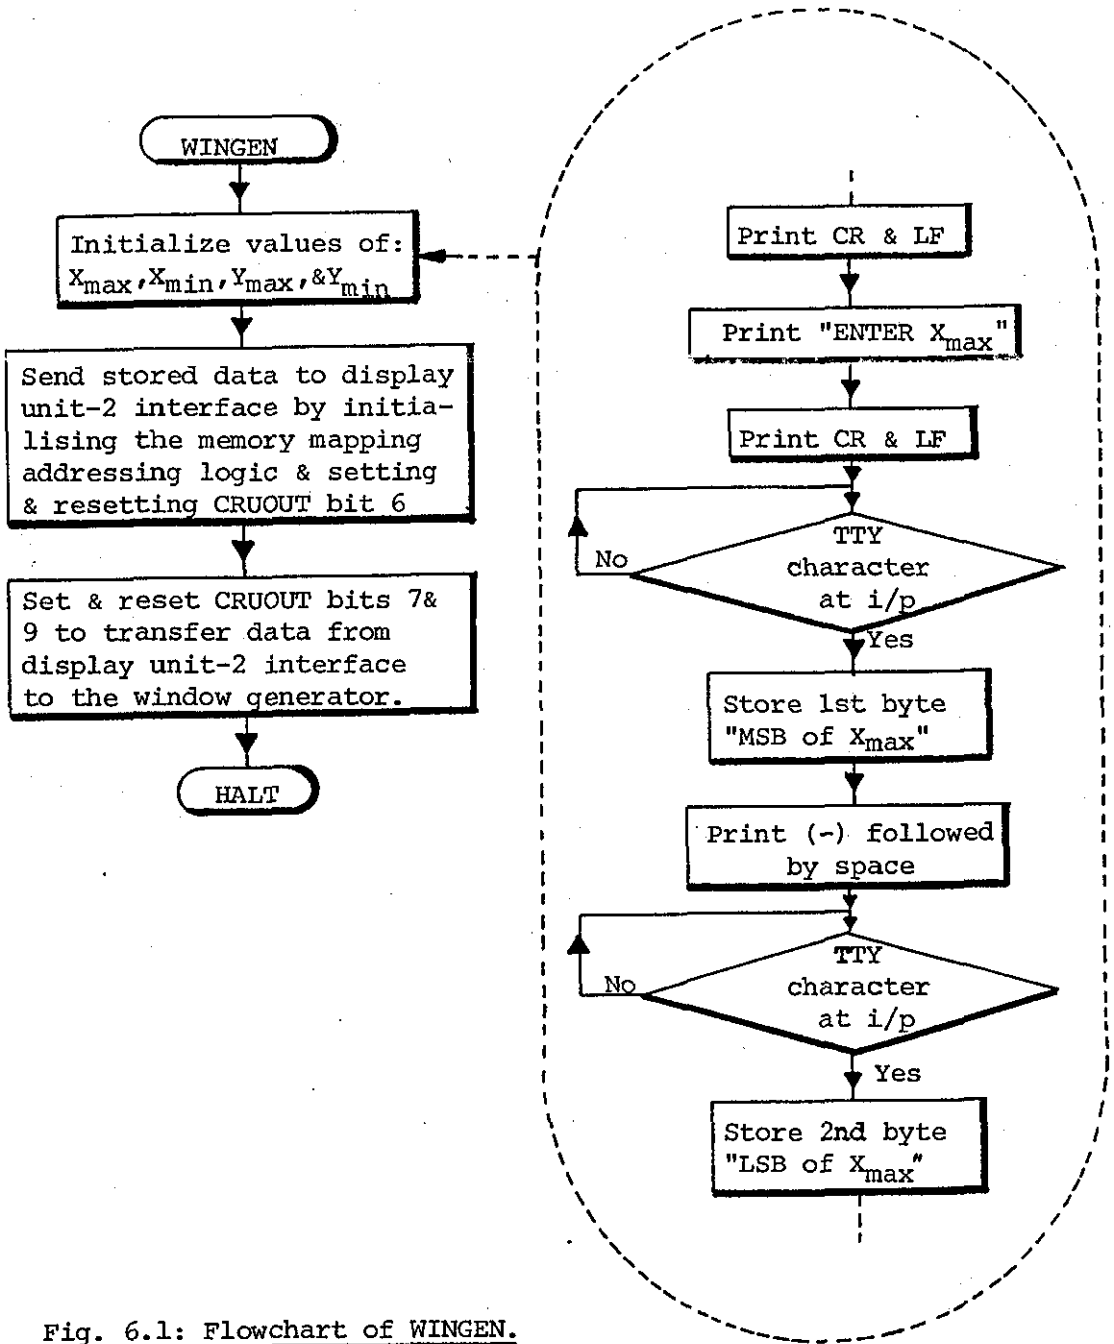 WINGEN
Initialize values of:
Xmax,Xmin,Ymax,&Ymin
Send stored data to display
unit-2 interface by initia-
lising the memory mapping
addressing logic & setting
& resetting CRUOUT bit 6
Set & reset CRUOUT bits 7&
9 to transfer data from
display unit-2 interface
to the window generator.
HALT
Print CR & LF
Print "ENTER Xmax"
Print CR & LF
TTY
character
at i/p
No
Yes
Store 1st byte
"MSB of Xmax"
Print (-) followed
by space
TTY
character
at i/p
No
Yes
Store 2nd byte
"LSB of Xmax"
Fig. 6.1: Flowchart of WINGEN.